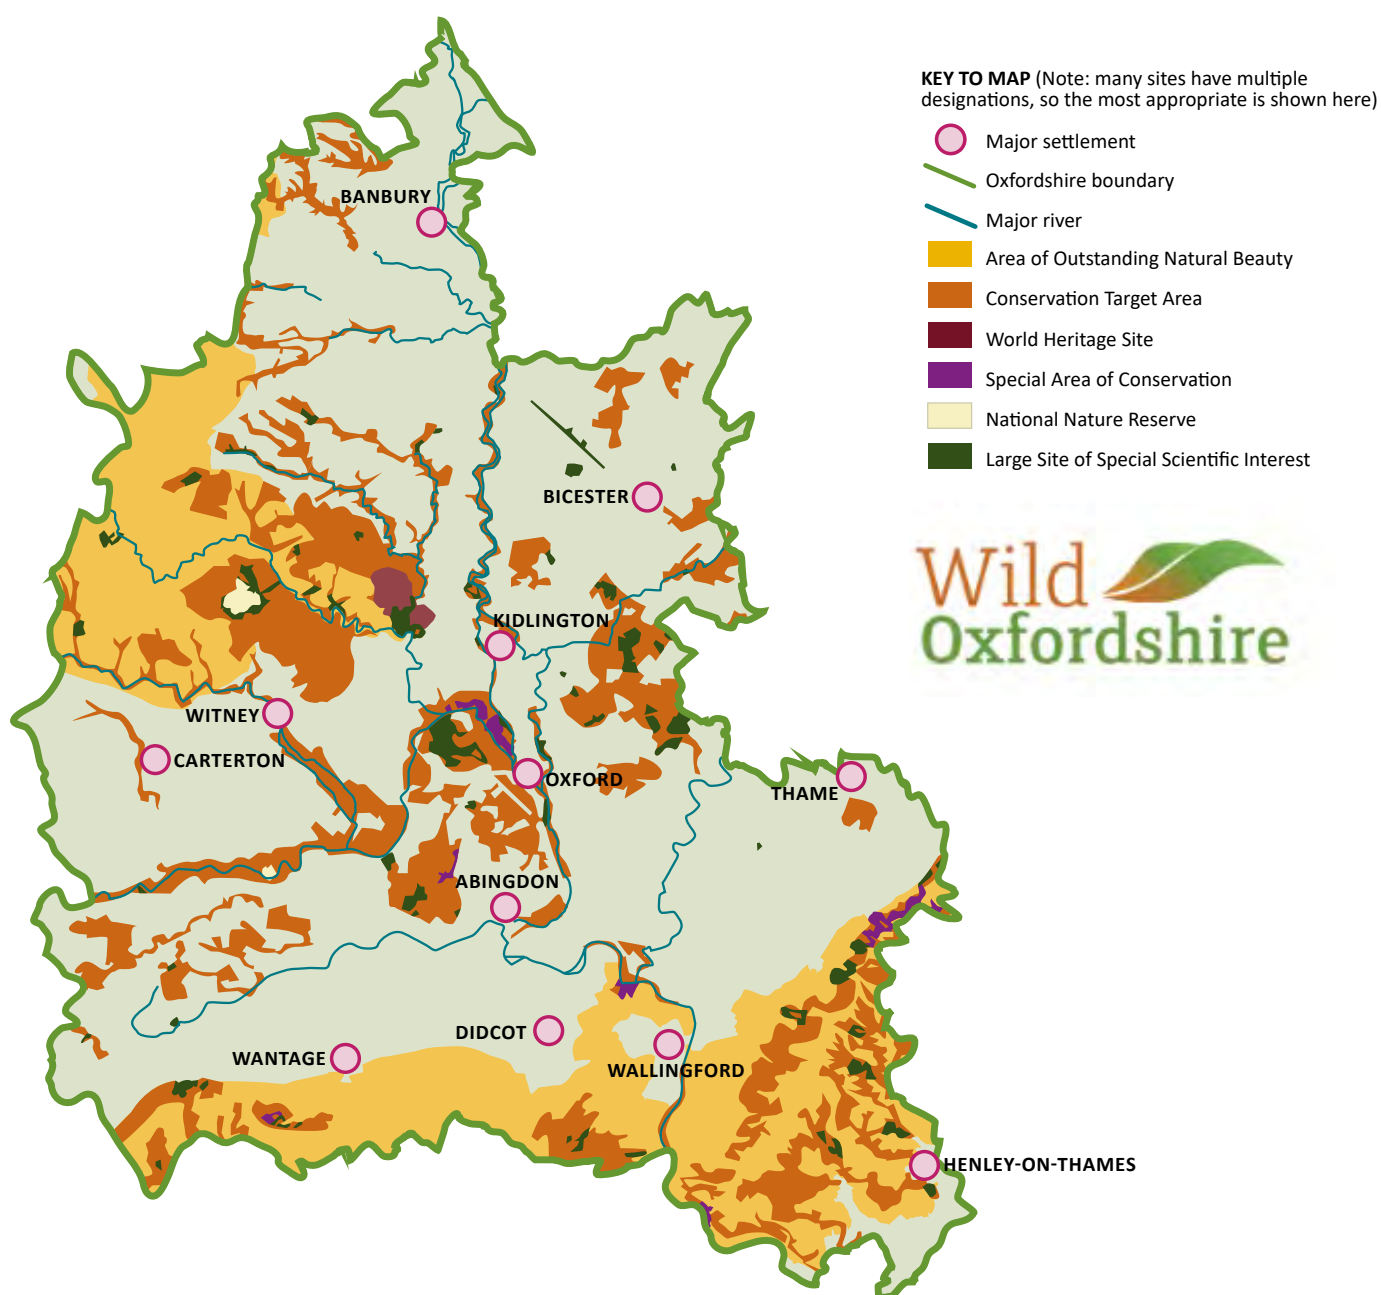 KEY TO MAP (Note: many sites have multiple
designations, so the most appropriate is shown here)
Major settlement
Oxfordshire boundary
Major river
Area of Outstanding Natural Beauty
Conservation Target Area
World Heritage Site
Special Area of Conservation
National Nature Reserve
Large Site of Special Scientific Interest
Wild
Oxfordshire
BANBURY
BICESTER
KIDLINGTON
WITNEY
CARTERTON
OXFORD
THAME
ABINGDON
DIDCOT
WANTAGE
WALLINGFORD
HENLEY-ON-THAMES